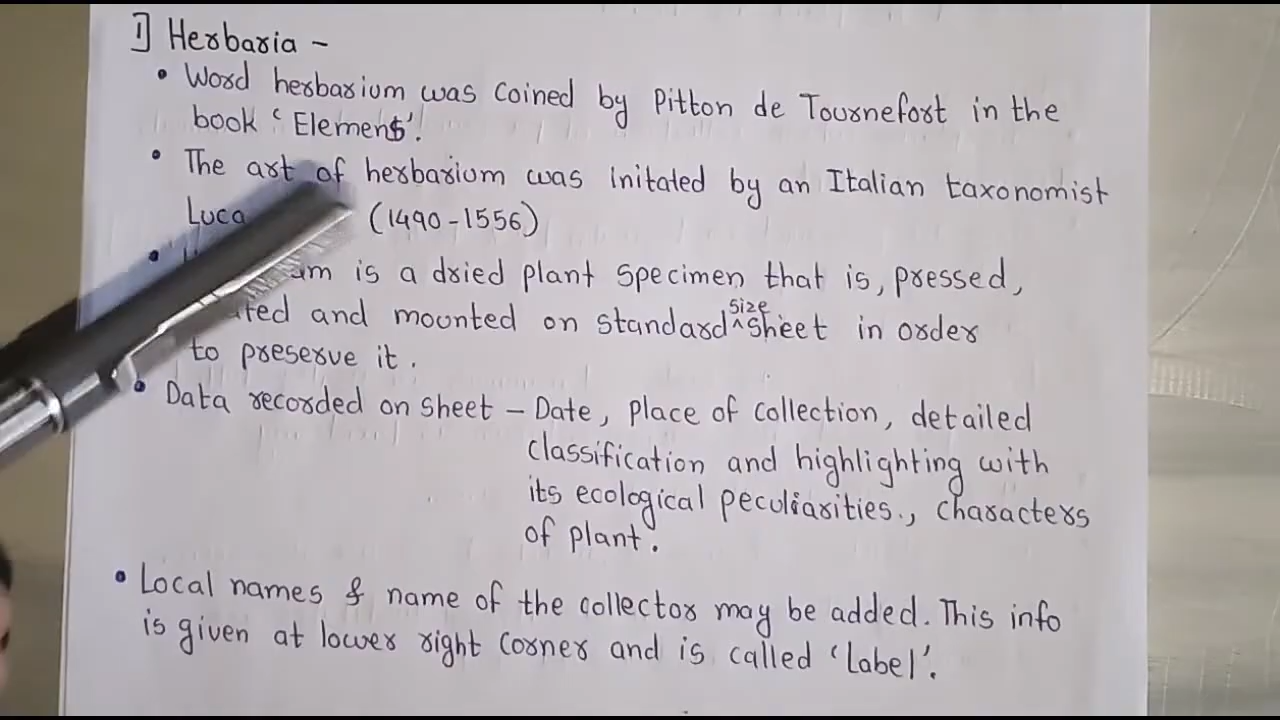 1] Herbaria -
• Word herbarium was coined by Pitton de Tournefort in the
book 'Elements'.
• The art of herbarium was initated by an Italian taxonomist
Luca (1490-1556)
• is a dried plant specimen that is, pressed,
and mounted on standard ^size sheet in order
to preserve it.
• Data recorded on sheet - Date, place of collection, detailed
classification and highlighting with
its ecological peculiarities., characters
of plant.
• Local names & name of the collector may be added. This info
is given at lower right corner and is called 'Label'.